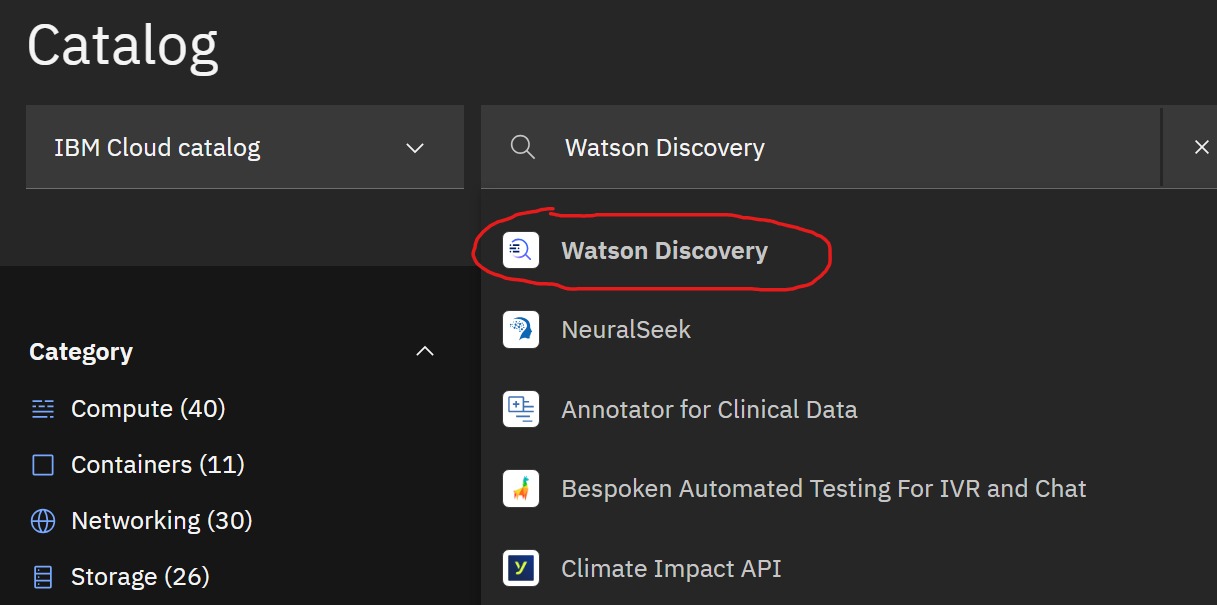 Catalog
IBM Cloud catalog
Watson Discovery
Watson Discovery
NeuralSeek
Annotator for Clinical Data
Bespoken Automated Testing For IVR and Chat
Climate Impact API
Category
Compute (40)
Containers (11)
Networking (30)
Storage (26)